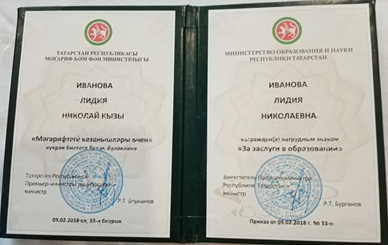 ТАТАРСТАН РЕСПУБЛИКАСЫ
МӘГАРИФ ҺӘМ ФӘН МИНИСТРЛЫГЫ
ИВАНОВА
ЛИДИЯ
НИКОЛАЙ КЫЗЫ
«Мәгарифтәге казанышлары өчен»
күкрәк билгесе белән бүләкләнә
Татарстан Республикасы
Премьер-министры урынбасары –
министр
Р.Т. Борһанов
09.02.2018 ел, 33-н боерык
МИНИСТЕРСТВО ОБРАЗОВАНИЯ И НАУКИ
РЕСПУБЛИКИ ТАТАРСТАН
ИВАНОВА
ЛИДИЯ
НИКОЛАЕВНА
награжден(а) нагрудным знаком
«За заслуги в образовании»
Заместитель Премьер-министра
Республики Татарстан –
министр
Р.Т. Бурганов
Приказ от 09.02.2018 г. № 33-н.